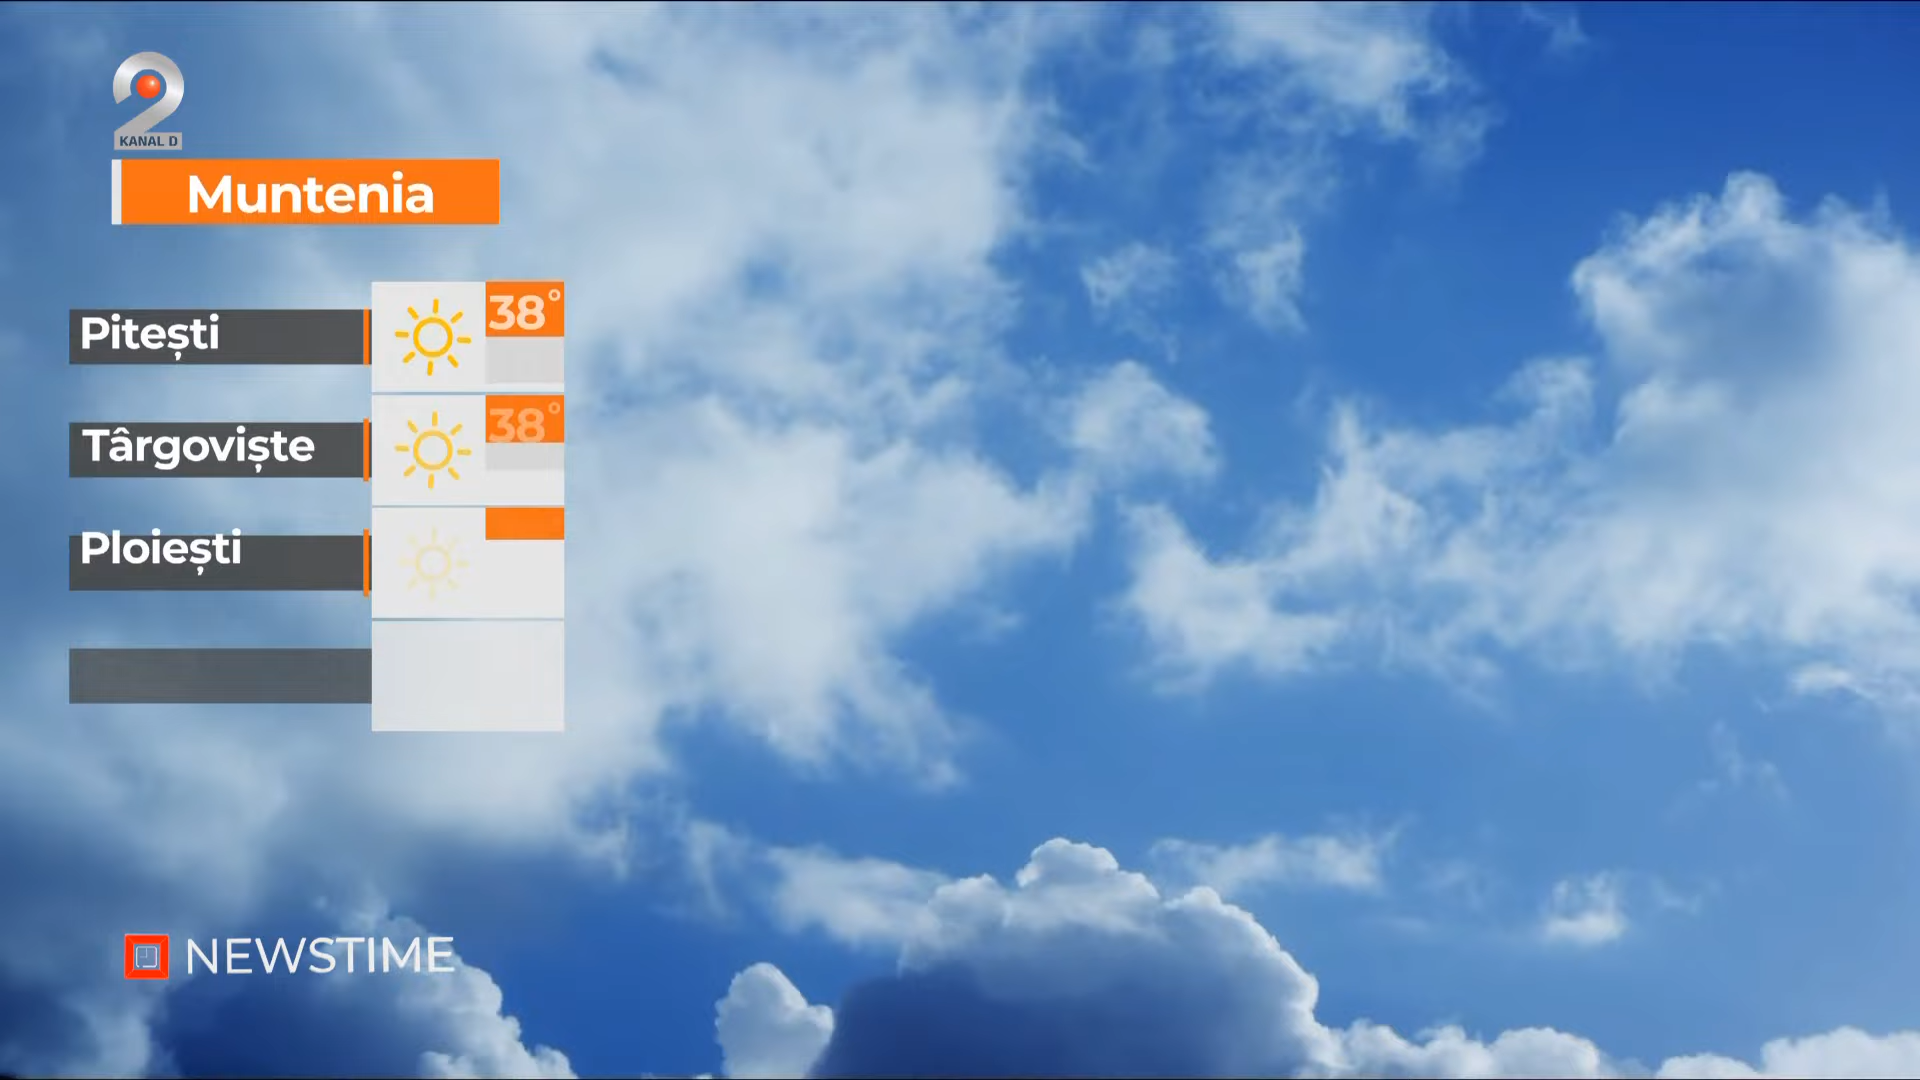 KANAL D
Muntenia
Pitești
38°
Târgoviște
38°
Ploiești
NEWSTIME